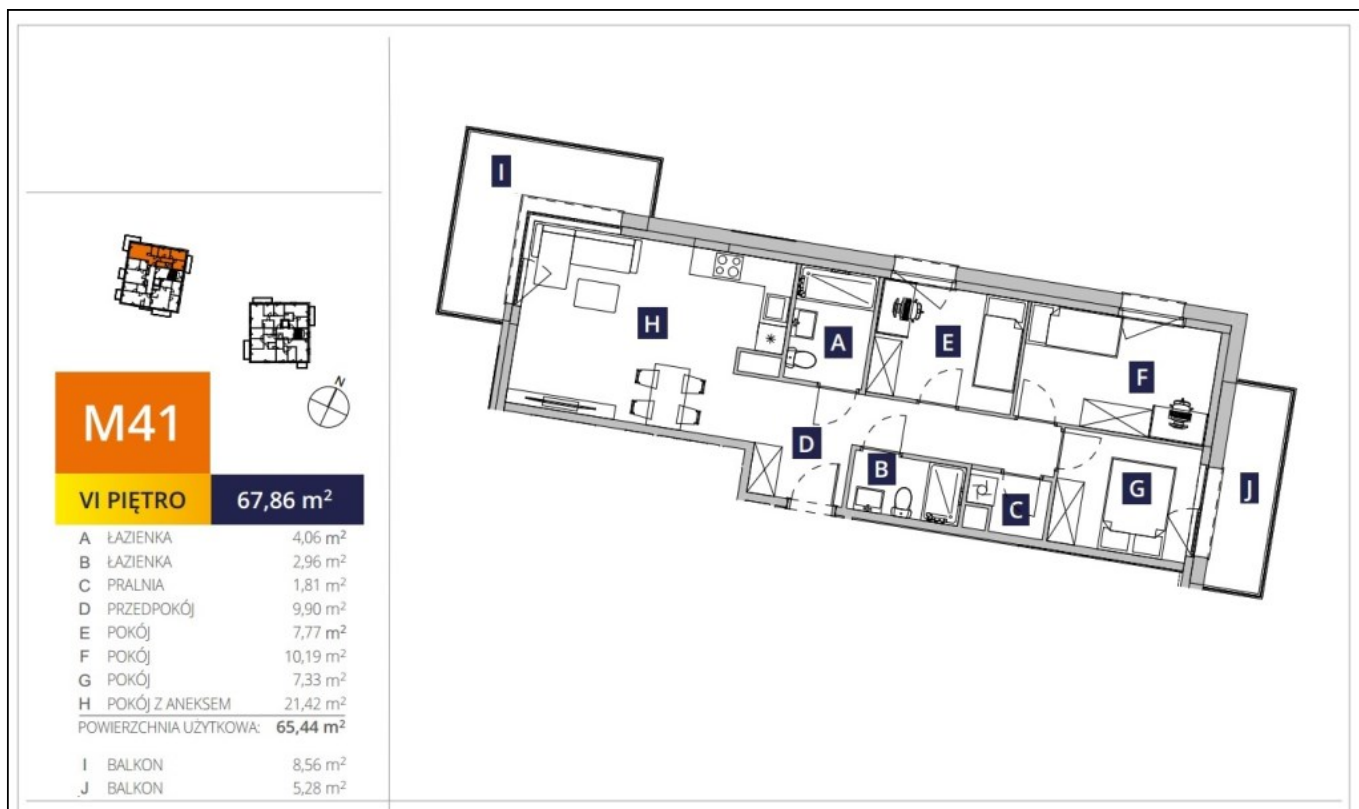 N
M41
VI PIĘTRO 67,86 m²
A ŁAZIENKA 4,06 m²
B ŁAZIENKA 2,96 m²
C PRALNIA 1,81 m²
D PRZEDPOKÓJ 9,90 m²
E POKÓJ 7,77 m²
F POKÓJ 10,19 m²
G POKÓJ 7,33 m²
H POKÓJ Z ANEKSEM 21,42 m²
POWIERZCHNIA UŻYTKOWA: 65,44 m²
I BALKON 8,56 m²
J BALKON 5,28 m²
I
H
A
E
F
D
B
C
G
J